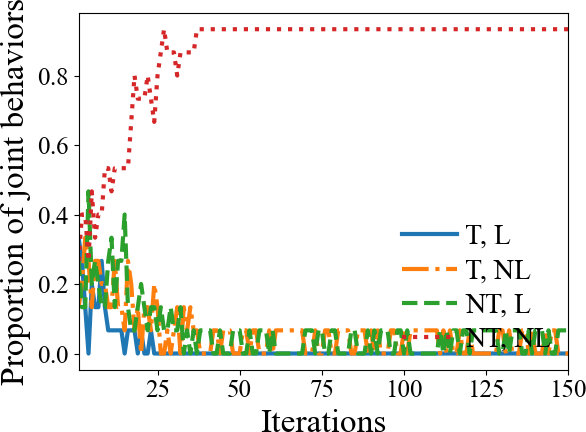 Proportion of joint behaviors
0.8
0.6
0.4
0.2
0.0
25
50
75
100
125
150
Iterations
T, L
T, NL
NT, L
NT, NL